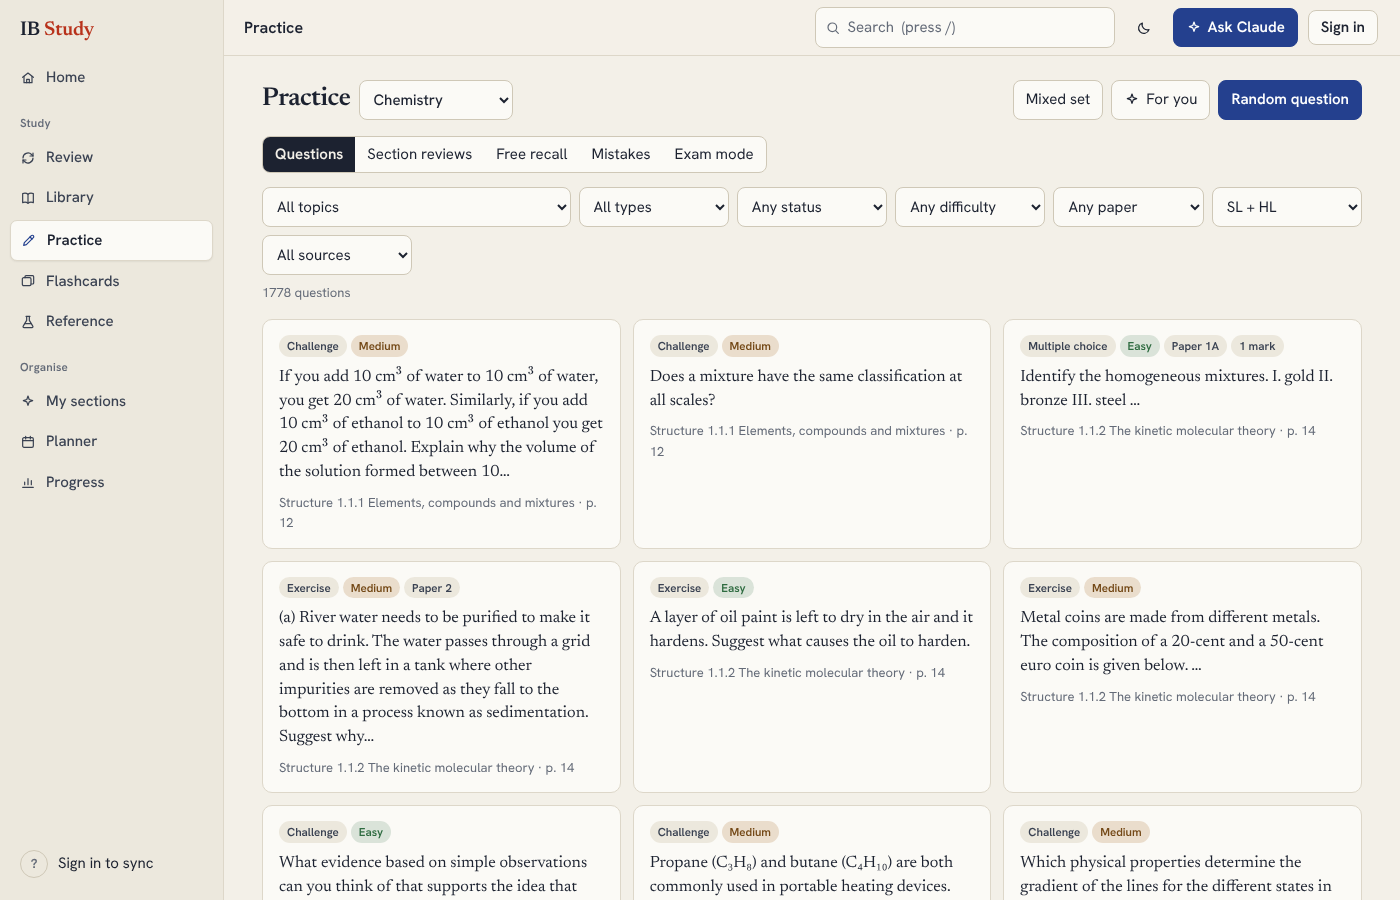 IB Study
Home
Study
Review
Library
Practice
Flashcards
Reference
Organise
My sections
Planner
Progress
? Sign in to sync
Practice
Search (press /)
Ask Claude
Sign in
Practice
Chemistry
Mixed set
For you
Random question
Questions
Section reviews
Free recall
Mistakes
Exam mode
All topics
All types
Any status
Any difficulty
Any paper
SL + HL
All sources
1778 questions
Challenge Medium
If you add 10 cm³ of water to 10 cm³ of water,
you get 20 cm³ of water. Similarly, if you add
10 cm³ of ethanol to 10 cm³ of ethanol you get
20 cm³ of ethanol. Explain why the volume of
the solution formed between 10...
Structure 1.1.1 Elements, compounds and mixtures · p.
12
Challenge Medium
Does a mixture have the same classification at
all scales?
Structure 1.1.1 Elements, compounds and mixtures · p.
12
Multiple choice Easy Paper 1A 1 mark
Identify the homogeneous mixtures. I. gold II.
bronze III. steel ...
Structure 1.1.2 The kinetic molecular theory · p. 14
Exercise Medium Paper 2
(a) River water needs to be purified to make it
safe to drink. The water passes through a grid
and is then left in a tank where other
impurities are removed as they fall to the
bottom in a process known as sedimentation.
Suggest why...
Structure 1.1.2 The kinetic molecular theory · p. 14
Exercise Easy
A layer of oil paint is left to dry in the air and it
hardens. Suggest what causes the oil to harden.
Structure 1.1.2 The kinetic molecular theory · p. 14
Exercise Medium
Metal coins are made from different metals.
The composition of a 20-cent and a 50-cent
euro coin is given below. ...
Structure 1.1.2 The kinetic molecular theory · p. 14
Challenge Easy
What evidence based on simple observations
can you think of that supports the idea that
Challenge Medium
Propane (C₃H₈) and butane (C₄H₁₀) are both
commonly used in portable heating devices.
Challenge Medium
Which physical properties determine the
gradient of the lines for the different states in